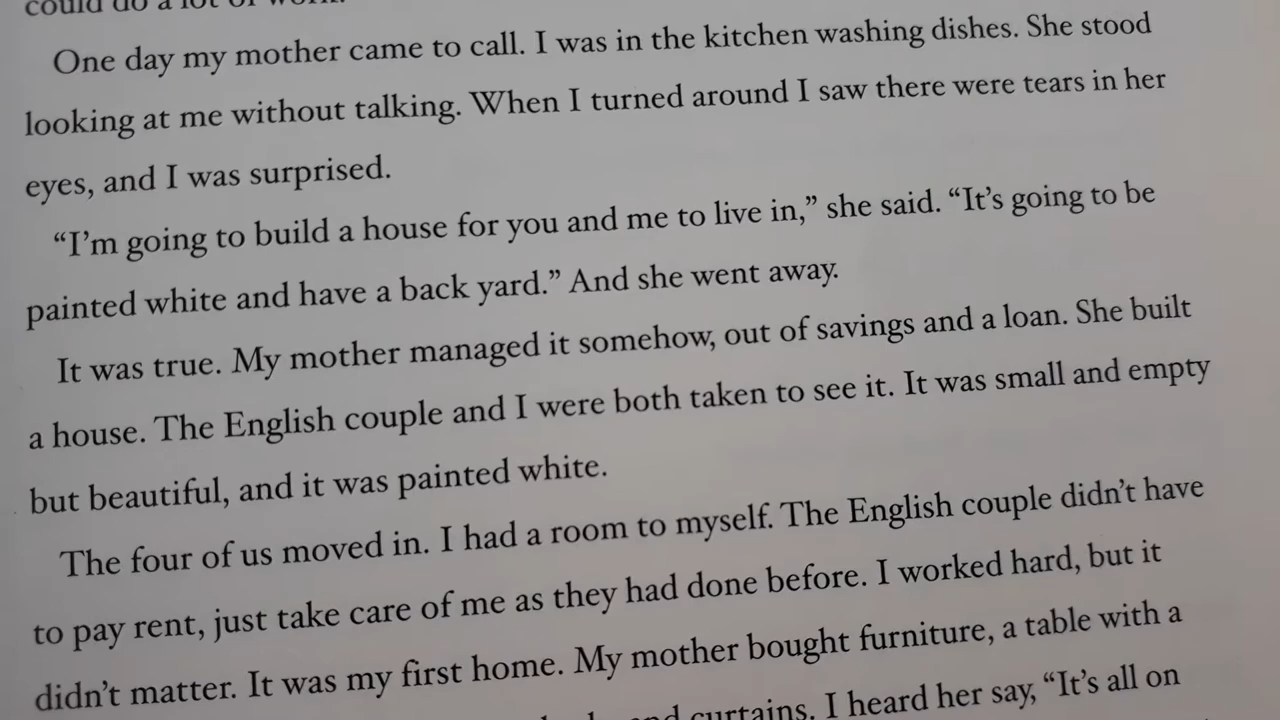 could do a lot of work.
One day my mother came to call. I was in the kitchen washing dishes. She stood
looking at me without talking. When I turned around I saw there were tears in her
eyes, and I was surprised.
“I’m going to build a house for you and me to live in,” she said. “It’s going to be
painted white and have a back yard.” And she went away.
It was true. My mother managed it somehow, out of savings and a loan. She built
a house. The English couple and I were both taken to see it. It was small and empty
but beautiful, and it was painted white.
The four of us moved in. I had a room to myself. The English couple didn’t have
to pay rent, just take care of me as they had done before. I worked hard, but it
didn’t matter. It was my first home. My mother bought furniture, a table with a
and curtains. I heard her say, “It’s all on